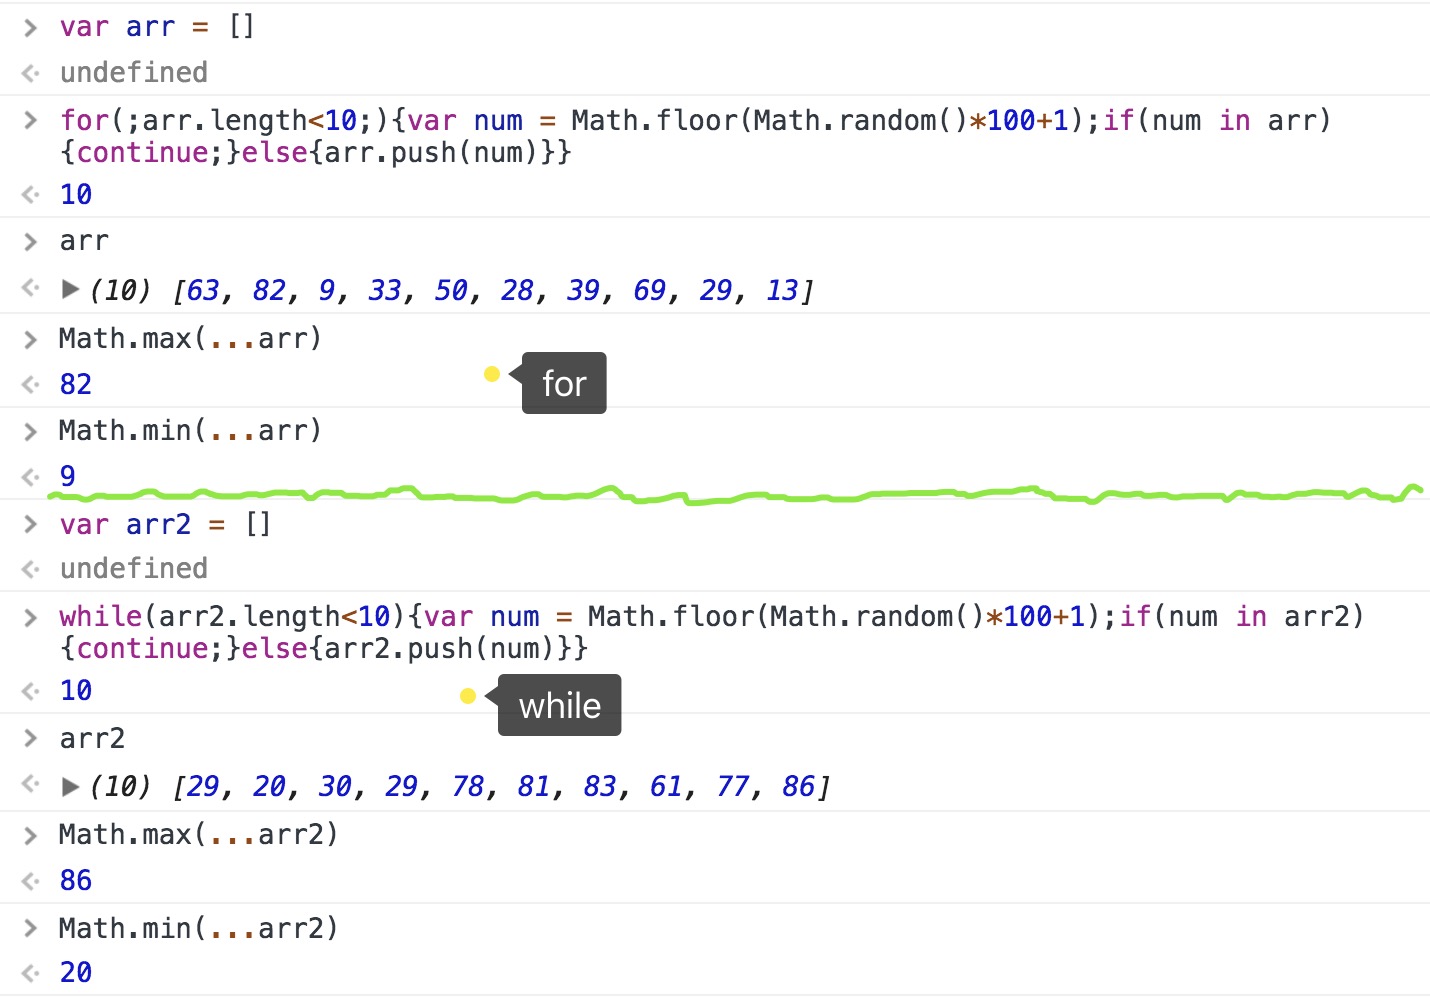 > var arr = []
<· undefined
> for(;arr.length<10;){var num = Math.floor(Math.random()*100+1);if(num in arr)
{continue;}else{arr.push(num)}}
<· 10
> arr
<· ▶(10) [63, 82, 9, 33, 50, 28, 39, 69, 29, 13]
> Math.max(...arr)
<· 82
for
> Math.min(...arr)
<· 9
> var arr2 = []
<· undefined
> while(arr2.length<10){var num = Math.floor(Math.random()*100+1);if(num in arr2)
{continue;}else{arr2.push(num)}}
<· 10
while
> arr2
<· ▶(10) [29, 20, 30, 29, 78, 81, 83, 61, 77, 86]
> Math.max(...arr2)
<· 86
> Math.min(...arr2)
<· 20